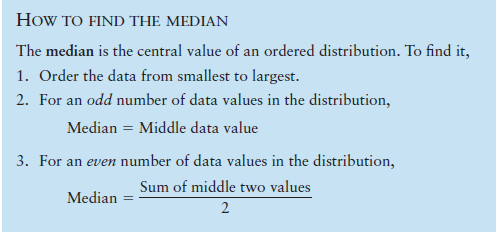 HOW TO FIND THE MEDIAN
The median is the central value of an ordered distribution. To find it,
1. Order the data from smallest to largest.
2. For an odd number of data values in the distribution,
Median = Middle data value
3. For an even number of data values in the distribution,
Median = Sum of middle two values / 2